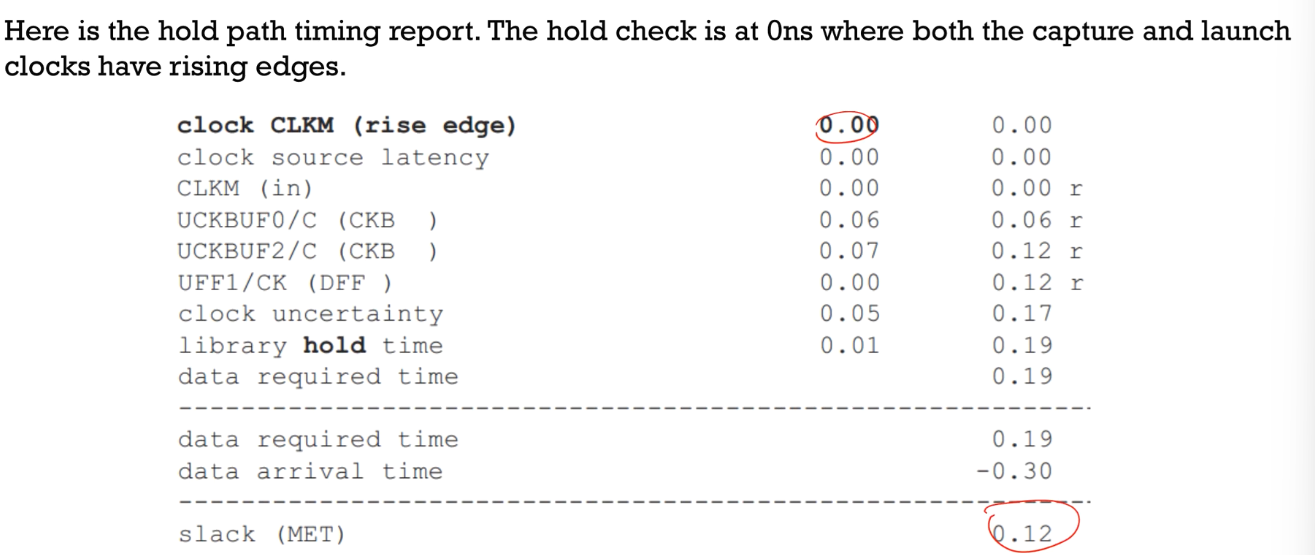 Here is the hold path timing report. The hold check is at 0ns where both the capture and launch
clocks have rising edges.
clock CLKM (rise edge) 0.00 0.00
clock source latency 0.00 0.00
CLKM (in) 0.00 0.00 r
UCKBUF0/C (CKB ) 0.06 0.06 r
UCKBUF2/C (CKB ) 0.07 0.12 r
UFF1/CK (DFF ) 0.00 0.12 r
clock uncertainty 0.05 0.17
library hold time 0.01 0.19
data required time 0.19
data required time 0.19
data arrival time -0.30
slack (MET) 0.12